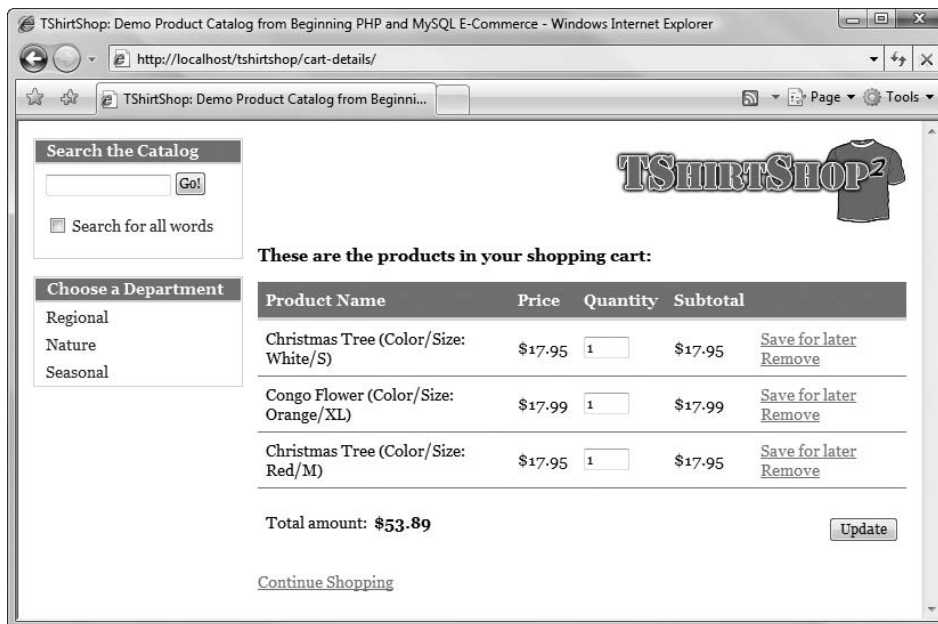 TShirtShop: Demo Product Catalog from Beginning PHP and MySQL E-Commerce - Windows Internet Explorer
http://localhost/tshirtshop/cart-details/
TShirtShop: Demo Product Catalog from Beginni...
Page
Tools
Search the Catalog
Go!
Search for all words
Choose a Department
Regional
Nature
Seasonal
TShirtShop2
These are the products in your shopping cart:
Product Name Price Quantity Subtotal
Christmas Tree (Color/Size:
White/S) $17.95 1 $17.95 Save for later
Remove
Congo Flower (Color/Size:
Orange/XL) $17.99 1 $17.99 Save for later
Remove
Christmas Tree (Color/Size:
Red/M) $17.95 1 $17.95 Save for later
Remove
Total amount: $53.89
Update
Continue Shopping